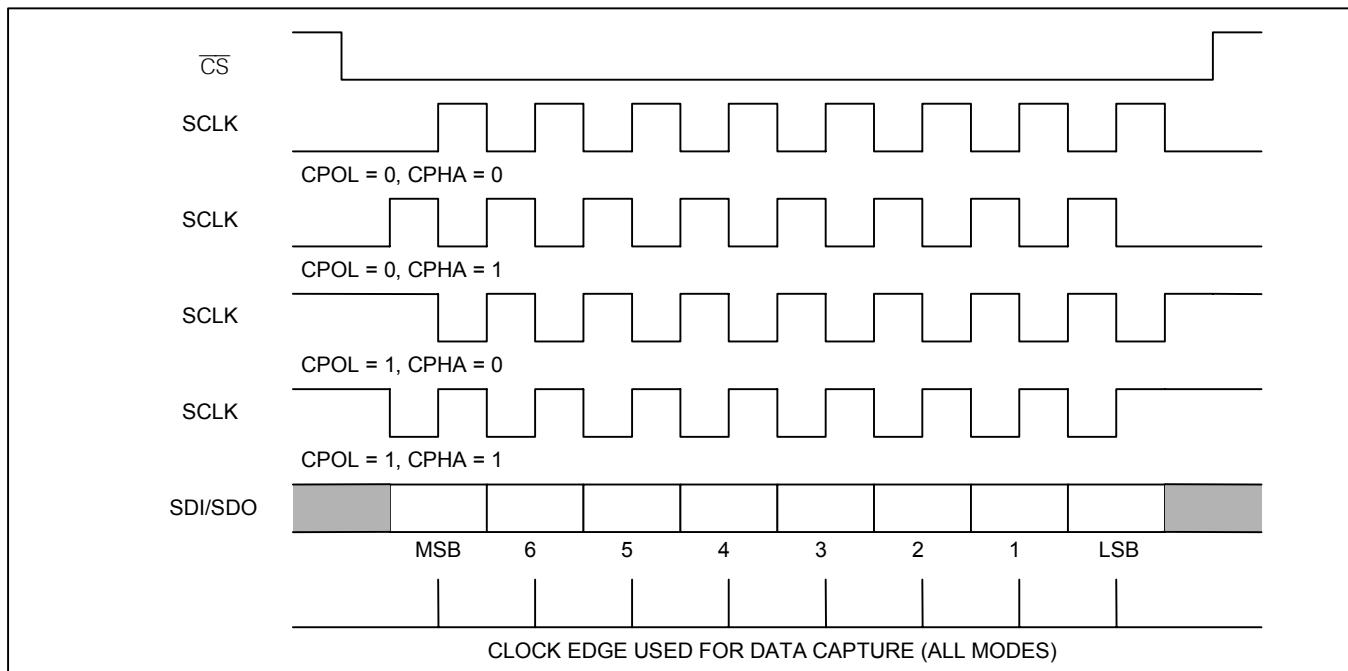 C̅S̅
SCLK
CPOL = 0, CPHA = 0
SCLK
CPOL = 0, CPHA = 1
SCLK
CPOL = 1, CPHA = 0
SCLK
CPOL = 1, CPHA = 1
SDI/SDO
MSB 6 5 4 3 2 1 LSB
CLOCK EDGE USED FOR DATA CAPTURE (ALL MODES)